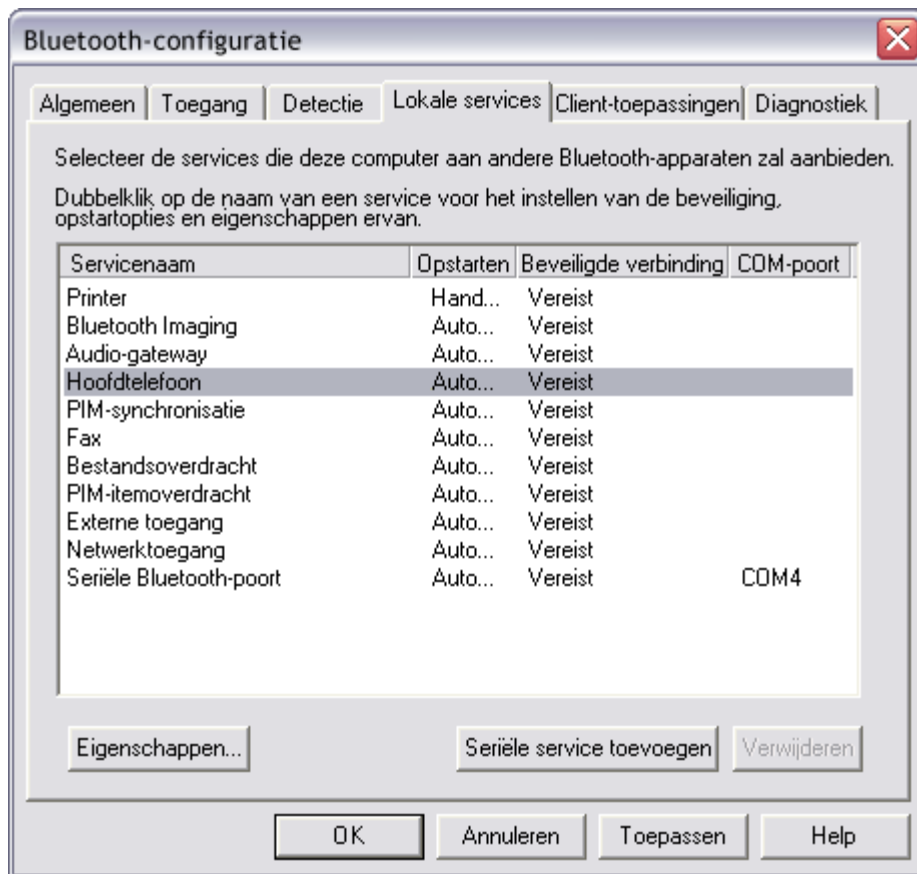 Bluetooth-configuratie
Algemeen Toegang Detectie Lokale services Client-toepassingen Diagnostiek
Selecteer de services die deze computer aan andere Bluetooth-apparaten zal aanbieden.
Dubbelklik op de naam van een service voor het instellen van de beveiliging,
opstartopties en eigenschappen ervan.
Servicenaam Opstarten Beveiligde verbinding COM-poort
Printer Hand... Vereist
Bluetooth Imaging Auto... Vereist
Audio-gateway Auto... Vereist
Hoofdtelefoon Auto... Vereist
PIM-synchronisatie Auto... Vereist
Fax Auto... Vereist
Bestandsoverdracht Auto... Vereist
PIM-itemoverdracht Auto... Vereist
Externe toegang Auto... Vereist
Netwerktoegang Auto... Vereist
Seriële Bluetooth-poort Auto... Vereist COM4
Eigenschappen... Seriële service toevoegen Verwijderen
OK Annuleren Toepassen Help